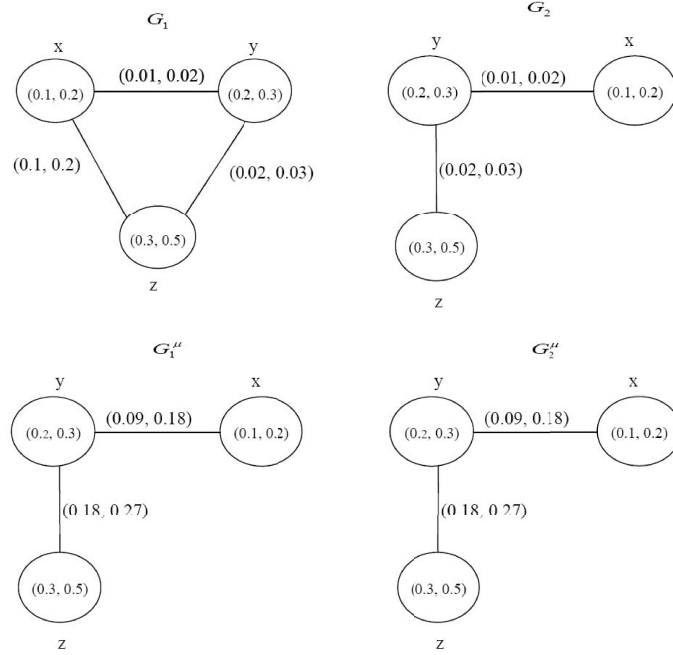 G₁
x y
(0.01, 0.02)
(0.1, 0.2) (0.2, 0.3)
(0.1, 0.2) (0.02, 0.03)
(0.3, 0.5)
z
G₂
y x
(0.01, 0.02)
(0.2, 0.3) (0.1, 0.2)
(0.02, 0.03)
(0.3, 0.5)
z
G₁^μ
y x
(0.09, 0.18)
(0.2, 0.3) (0.1, 0.2)
(0.18, 0.27)
(0.3, 0.5)
z
G₂^μ
y x
(0.09, 0.18)
(0.2, 0.3) (0.1, 0.2)
(0.18, 0.27)
(0.3, 0.5)
z